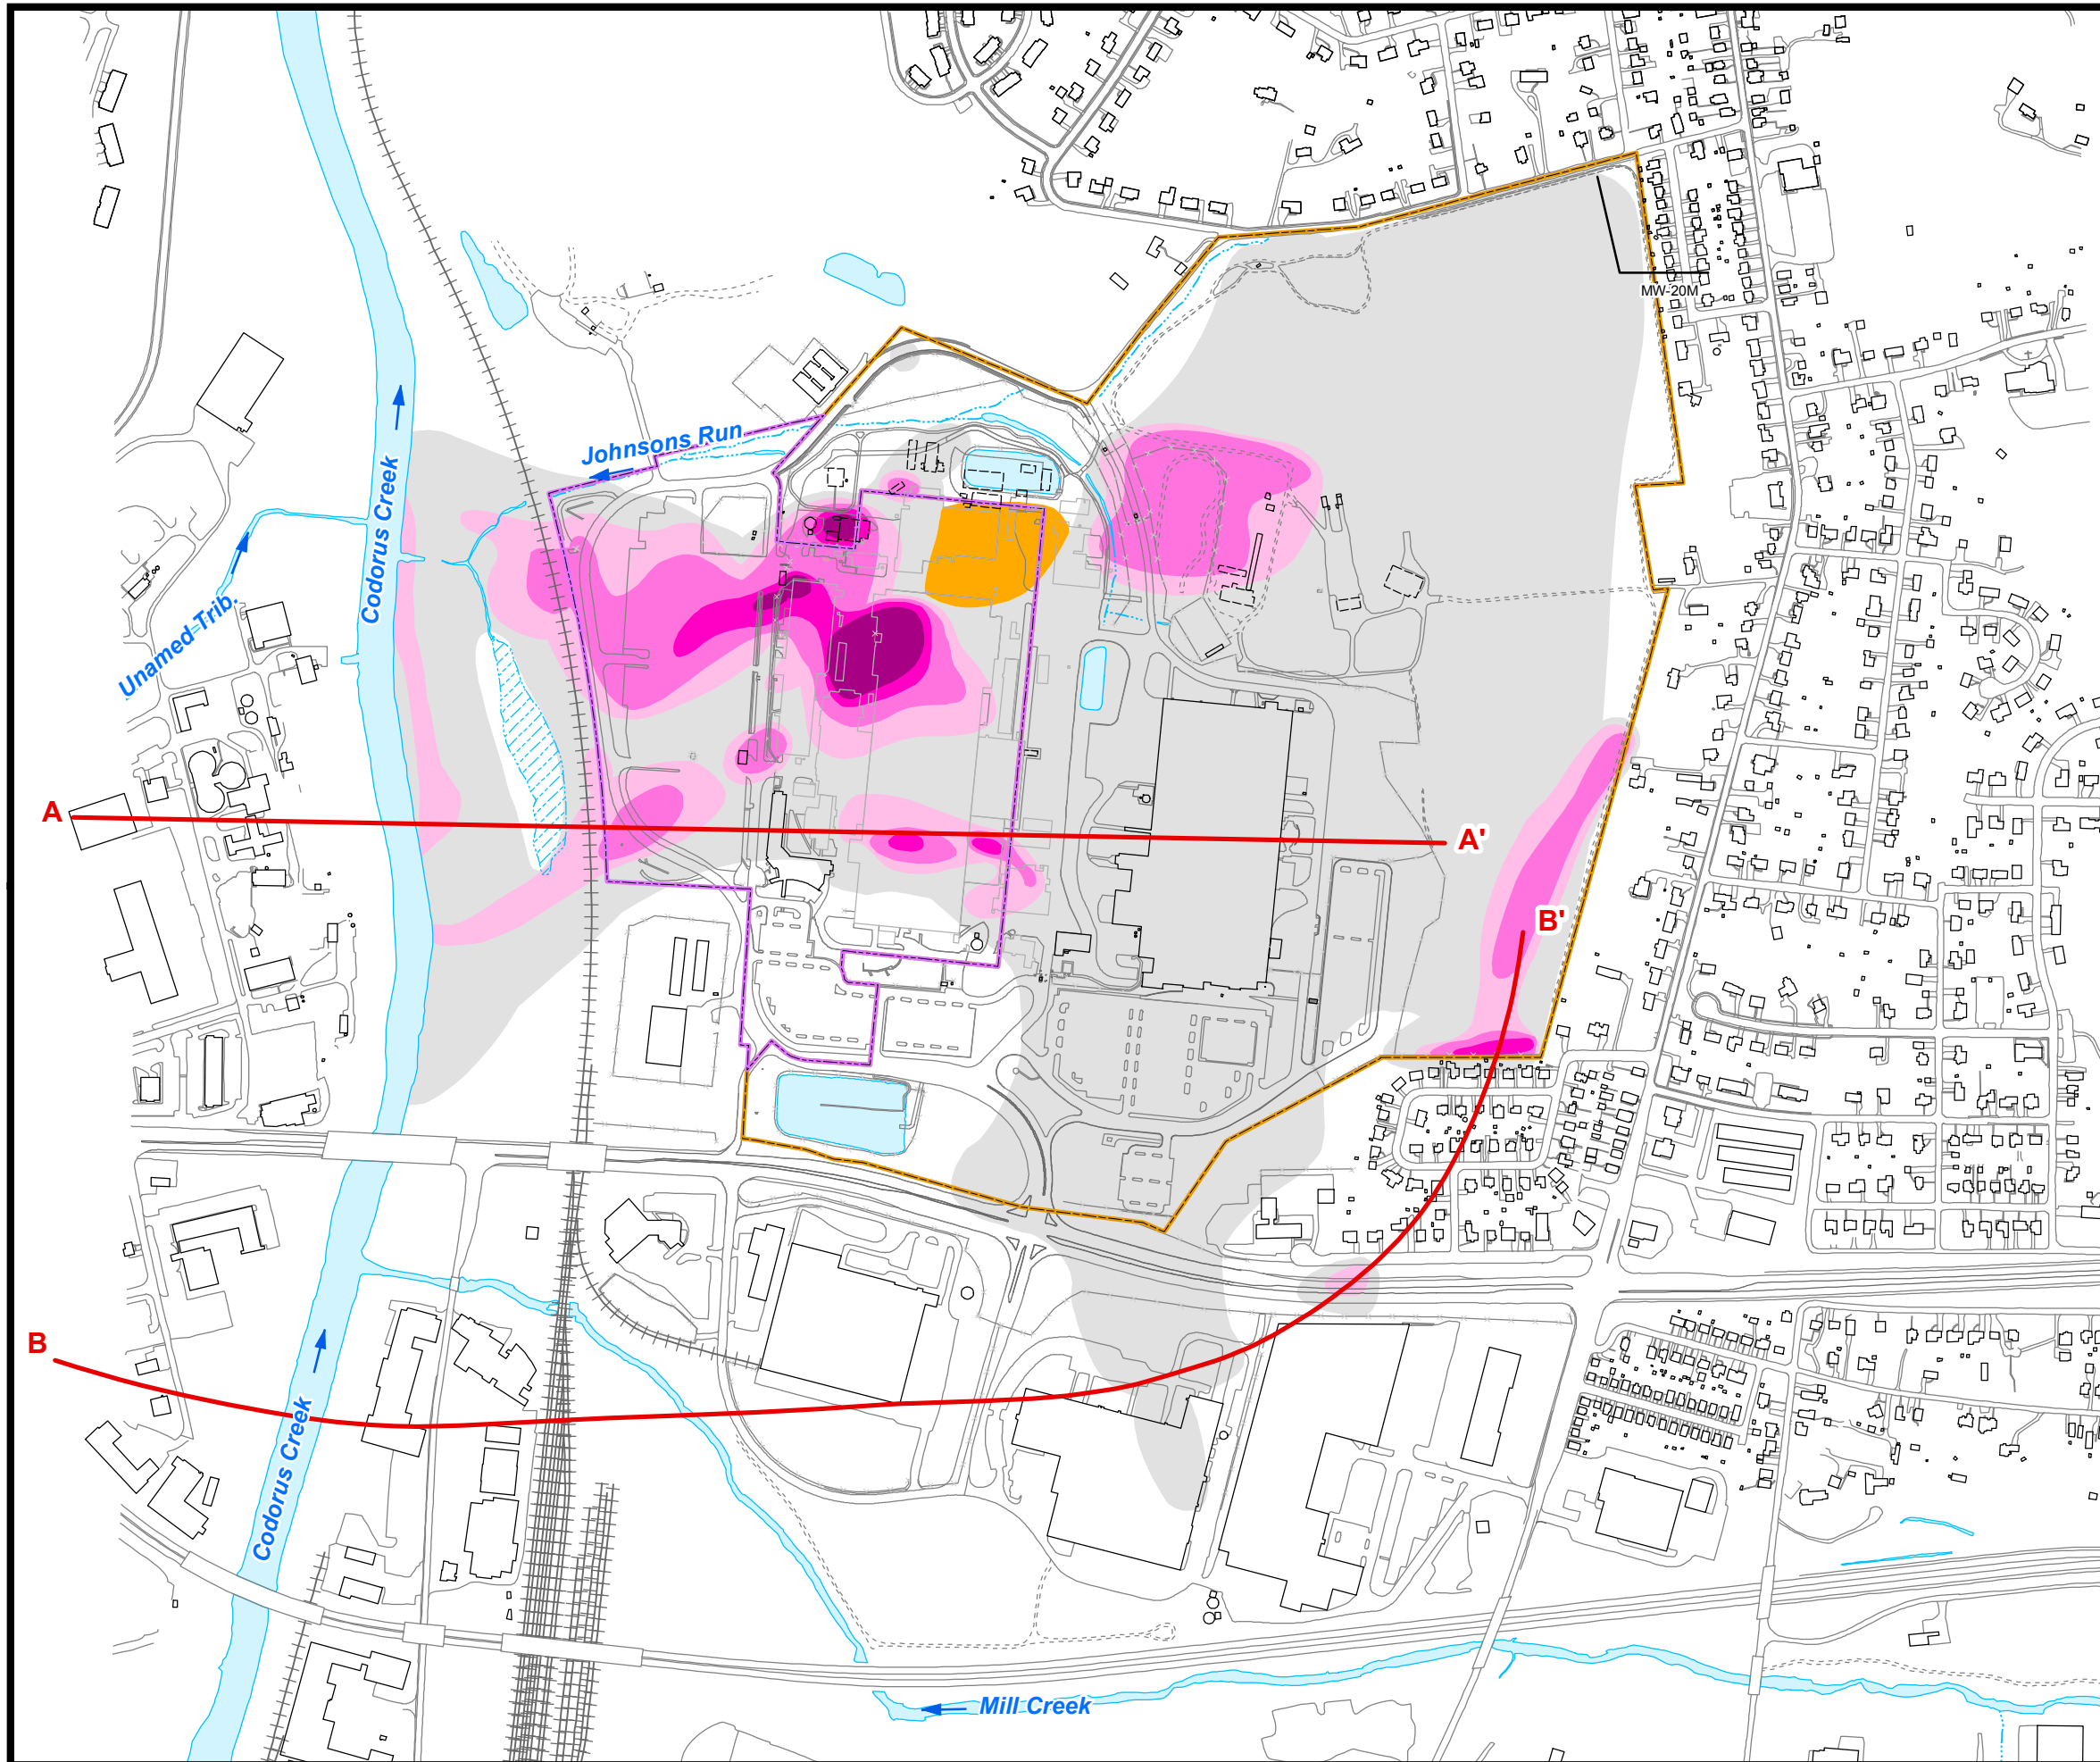 MW-20M
Johnsons Run
Codorus Creek
Unamed Trib.
A
A'
B'
B
Codorus Creek
Mill Creek